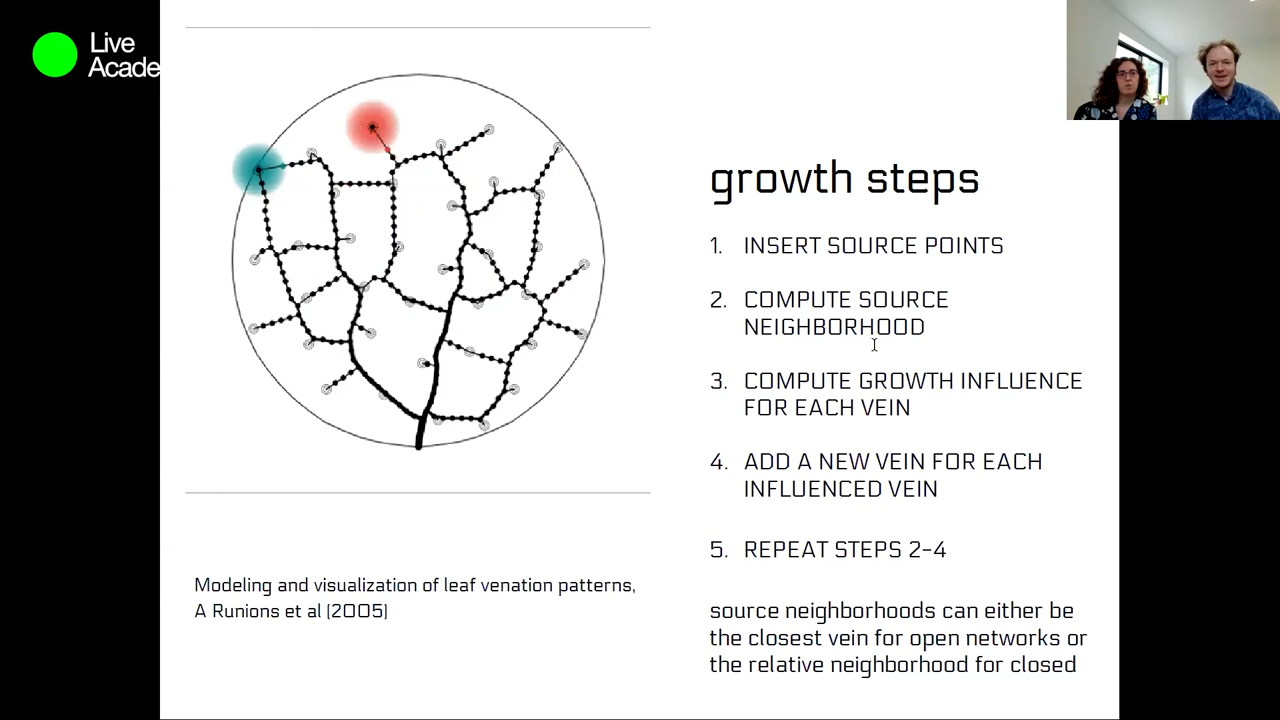 Live
Acade
growth steps
1. INSERT SOURCE POINTS
2. COMPUTE SOURCE
NEIGHBORHOOD
3. COMPUTE GROWTH INFLUENCE
FOR EACH VEIN
4. ADD A NEW VEIN FOR EACH
INFLUENCED VEIN
5. REPEAT STEPS 2-4
source neighborhoods can either be
the closest vein for open networks or
the relative neighborhood for closed
Modeling and visualization of leaf venation patterns,
A Runions et al (2005)